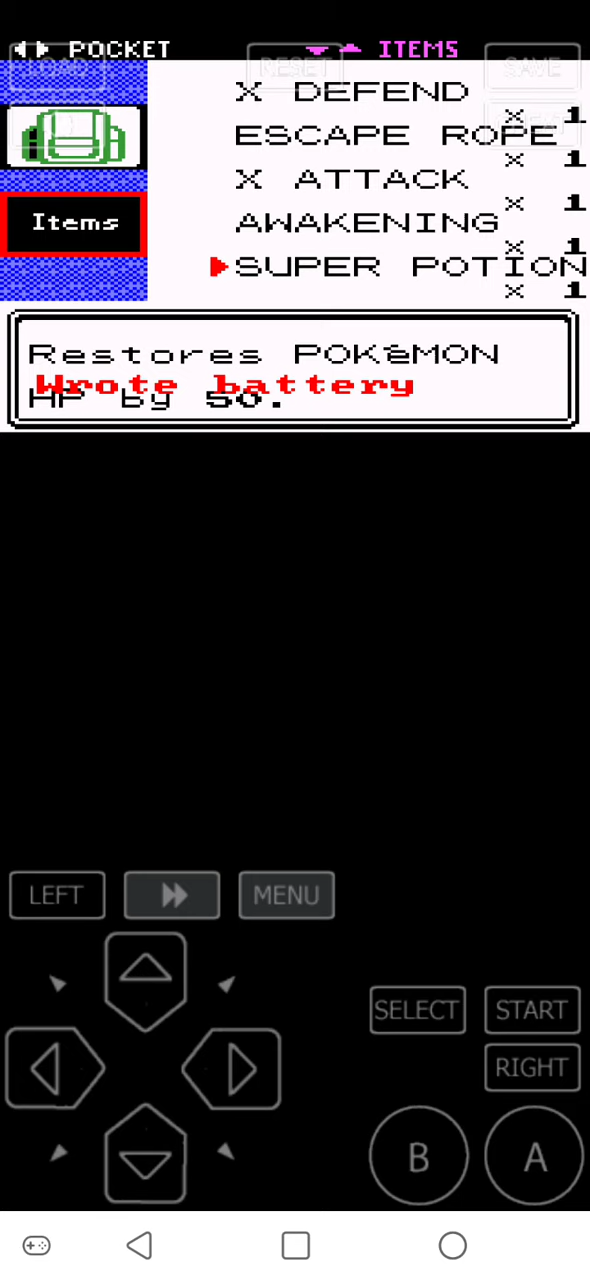 ◀▶ POCKET ▼▲ ITEMS
LOAD RESET SAVE
X DEFEND
× 1
ESCAPE ROPE
× 1
X ATTACK
× 1
Items
AWAKENING
× 1
▶SUPER POTION
× 1
Restores POKéMON
Wrote battery
HP by 50.
LEFT MENU
SELECT START
RIGHT
B A